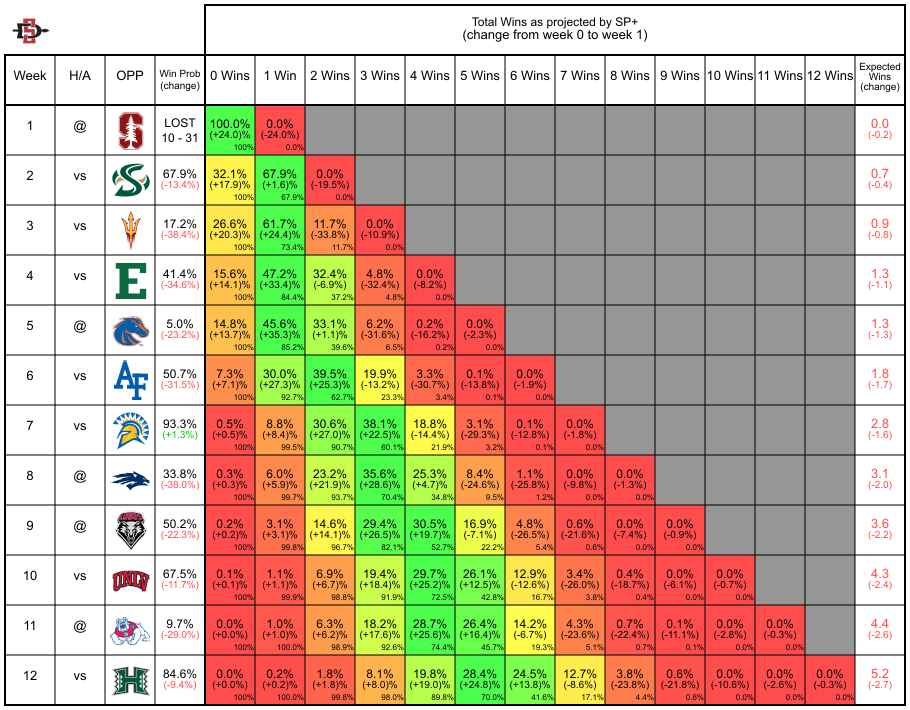 Total Wins as projected by SP+
(change from week 0 to week 1)
Week H/A OPP Win Prob (change) 0 Wins 1 Win 2 Wins 3 Wins 4 Wins 5 Wins 6 Wins 7 Wins 8 Wins 9 Wins 10 Wins 11 Wins 12 Wins Expected Wins (change)
1 @ S LOST 100.0% 0.0% 0.0
10 - 31 (+24.0)% (-24.0%) (-0.2)
100% 0.0%
2 vs S 67.9% 32.1% 67.9% 0.0% 0.7
(-13.4%) (+17.9)% (+1.6)% (-19.5%) (-0.4)
100% 67.9% 0.0%
3 vs 17.2% 26.6% 61.7% 11.7% 0.0% 0.9
(-38.4%) (+20.3)% (+24.4)% (-33.8%) (-10.9%) (-0.8)
100% 73.4% 11.7% 0.0%
4 vs E 41.4% 15.6% 47.2% 32.4% 4.8% 0.0% 1.3
(-34.6%) (+14.1)% (+33.4)% (-6.9%) (-32.4%) (-8.2%) (-1.1)
100% 84.4% 37.2% 4.8% 0.0%
5 @ 5.0% 14.8% 45.6% 33.1% 6.2% 0.2% 0.0% 1.3
(-23.2%) (+13.7)% (+35.3)% (+1.1)% (-31.6%) (-16.2%) (-2.3%) (-1.3)
100% 85.2% 39.6% 6.5% 0.2% 0.0%
6 vs AF 50.7% 7.3% 30.0% 39.5% 19.9% 3.3% 0.1% 0.0% 1.8
(-31.5%) (+7.1)% (+27.3)% (+25.3)% (-13.2%) (-30.7%) (-13.8%) (-1.9%) (-1.7)
100% 92.7% 62.7% 23.3% 3.4% 0.1% 0.0%
7 vs 93.3% 0.5% 8.8% 30.6% 38.1% 18.8% 3.1% 0.1% 0.0% 2.8
(+1.3%) (+0.5)% (+8.4)% (+27.0)% (+22.5)% (-14.4%) (-29.3%) (-12.8%) (-1.8%) (-1.6)
100% 99.5% 90.7% 60.1% 21.9% 3.2% 0.1% 0.0%
8 @ 33.8% 0.3% 6.0% 23.2% 35.6% 25.3% 8.4% 1.1% 0.0% 0.0% 3.1
(-38.0%) (+0.3)% (+5.9)% (+21.9)% (+28.6)% (+4.7)% (-24.6%) (-25.8%) (-9.8%) (-1.3%) (-2.0)
100% 99.7% 93.7% 70.4% 34.8% 9.5% 1.2% 0.0% 0.0%
9 @ 50.2% 0.2% 3.1% 14.6% 29.4% 30.5% 16.9% 4.8% 0.6% 0.0% 0.0% 3.6
(-22.3%) (+0.2)% (+3.1)% (+14.1)% (+26.5)% (+19.7)% (-7.1%) (-26.5%) (-21.6%) (-7.4%) (-0.9%) (-2.2)
100% 99.8% 96.7% 82.1% 52.7% 22.2% 5.4% 0.6% 0.0% 0.0%
10 vs UNLV 67.5% 0.1% 1.1% 6.9% 19.4% 29.7% 26.1% 12.9% 3.4% 0.4% 0.0% 0.0% 4.3
(-11.7%) (+0.1)% (+1.1)% (+6.7)% (+18.4)% (+25.2)% (+12.5)% (-12.6%) (-26.0%) (-18.7%) (-6.1%) (-0.7%) (-2.4)
100% 99.9% 98.8% 91.9% 72.5% 42.8% 16.7% 3.8% 0.4% 0.0% 0.0%
11 @ 9.7% 0.0% 1.0% 6.3% 18.2% 28.7% 26.4% 14.2% 4.3% 0.7% 0.1% 0.0% 0.0% 4.4
(-29.0%) (+0.0)% (+1.0)% (+6.2)% (+17.6)% (+25.6)% (+16.4)% (-6.7%) (-23.6%) (-22.4%) (-11.1%) (-2.8%) (-0.3%) (-2.6)
100% 100.0% 98.9% 92.6% 74.4% 45.7% 19.3% 5.1% 0.7% 0.1% 0.0% 0.0%
12 vs H 84.6% 0.0% 0.2% 1.8% 8.1% 19.8% 28.4% 24.5% 12.7% 3.8% 0.6% 0.0% 0.0% 0.0% 5.2
(-9.4%) (+0.0)% (+0.2)% (+1.8)% (+8.0)% (+19.0)% (+24.8)% (+13.8)% (-8.6%) (-23.8%) (-21.8%) (-10.6%) (-2.6%) (-0.3%) (-2.7)
100% 100.0% 99.8% 98.0% 89.8% 70.0% 41.6% 17.1% 4.4% 0.6% 0.0% 0.0% 0.0%